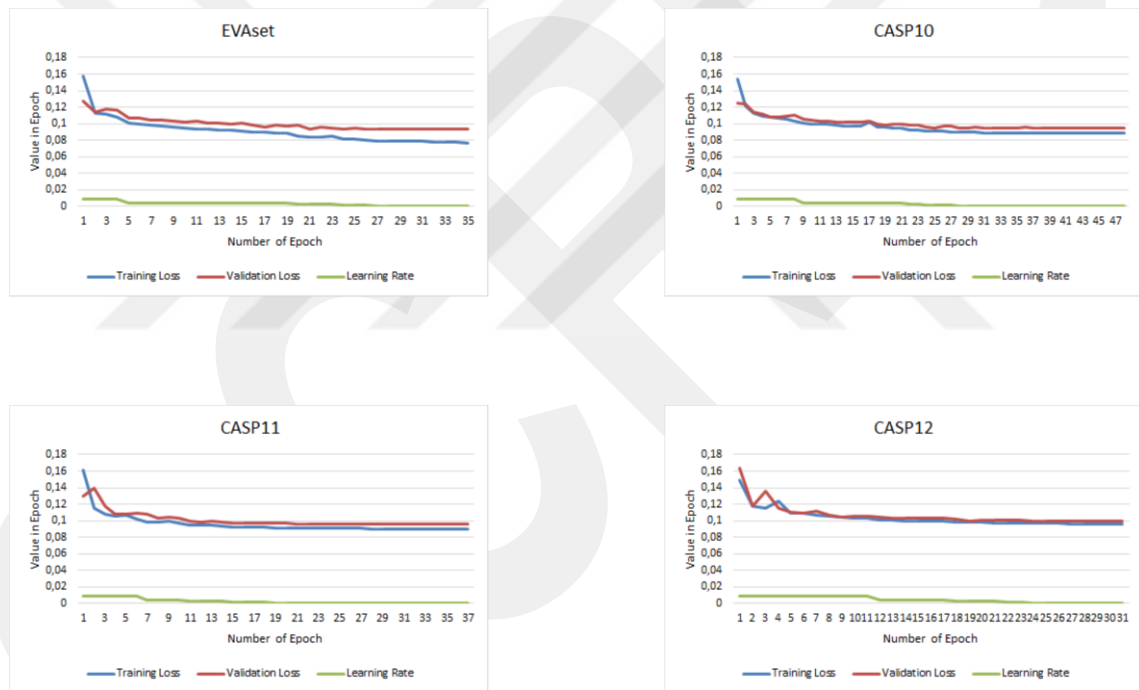 EVAset
0,18
0,16
0,14
0,12
0,1
0,08
0,06
0,04
0,02
0
Value in Epoch
1 3 5 7 9 11 13 15 17 19 21 23 25 27 29 31 33 35
Number of Epoch
Training Loss Validation Loss Learning Rate
CASP10
0,18
0,16
0,14
0,12
0,1
0,08
0,06
0,04
0,02
0
Value in Epoch
1 3 5 7 9 11 13 15 17 19 21 23 25 27 29 31 33 35 37 39 41 43 45 47
Number of Epoch
Training Loss Validation Loss Learning Rate
CASP11
0,18
0,16
0,14
0,12
0,1
0,08
0,06
0,04
0,02
0
Value in Epoch
1 3 5 7 9 11 13 15 17 19 21 23 25 27 29 31 33 35 37
Number of Epoch
Training Loss Validation Loss Learning Rate
CASP12
0,18
0,16
0,14
0,12
0,1
0,08
0,06
0,04
0,02
0
Value in Epoch
1 2 3 4 5 6 7 8 9 10 11 12 13 14 15 16 17 18 19 20 21 22 23 24 25 26 27 28 29 30 31
Number of Epoch
Training Loss Validation Loss Learning Rate